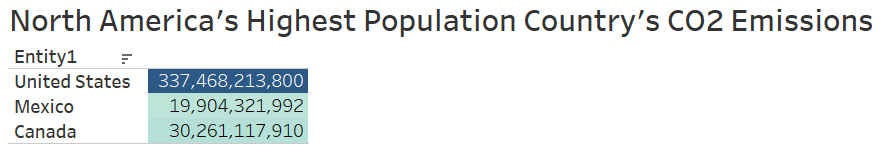 North America's Highest Population Country's CO2 Emissions
Entity1
United States 337,468,213,800
Mexico 19,904,321,992
Canada 30,261,117,910